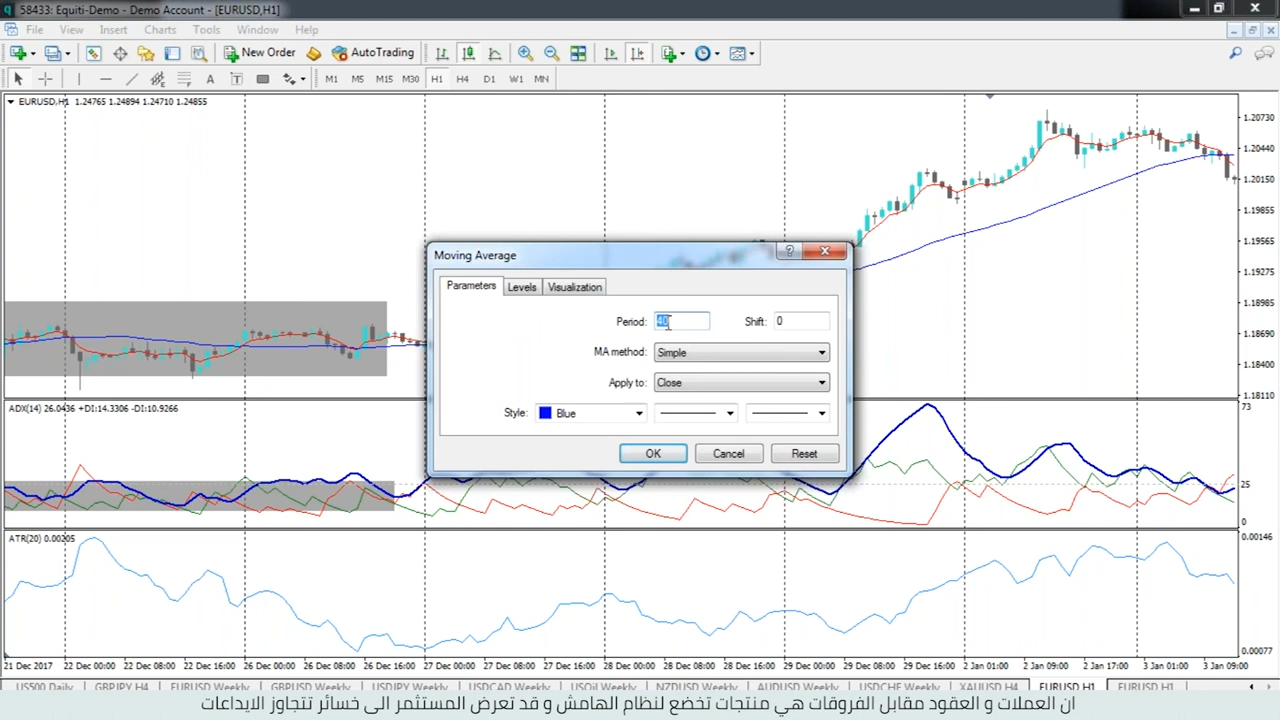 58433: Equiti-Demo - Demo Account - [EURUSD,H1]
File View Insert Charts Tools Window Help
New Order AutoTrading
A T M1 M5 M15 M30 H1 H4 D1 W1 MN
EURUSD,H1 1.24765 1.24894 1.24710 1.24855
1.20730
1.20440
1.20150
1.19855
1.19565
1.19275
1.18985
1.18690
1.18400
1.18110
Moving Average
Parameters Levels Visualization
Period: 40 Shift: 0
MA method: Simple
Apply to: Close
Style: Blue
OK Cancel Reset
ADX(14) 26.0436 +DI:14.3306 -DI:10.9266
73
25
0
ATR(20) 0.00205
0.00146
0.00077
21 Dec 2017 22 Dec 00:00 22 Dec 08:00 22 Dec 16:00 26 Dec 00:00 26 Dec 08:00 26 Dec 16:00 27 Dec 00:00 27 Dec 08:00 27 Dec 16:00 28 Dec 00:00 28 Dec 08:00 28 Dec 16:00 29 Dec 00:00 29 Dec 08:00 29 Dec 16:00 2 Jan 01:00 2 Jan 09:00 2 Jan 17:00 3 Jan 01:00 3 Jan 09:00
US500 Daily GBPJPY H4 EURUSD Weekly GBPUSD Weekly USDJPY Weekly USDCAD Weekly USOil Weekly NZDUSD Weekly AUDUSD Weekly USDCHF Weekly XAUUSD H4 EURUSD H1 EURUSD H1
ان العملات و العقود مقابل الفروقات هي منتجات تخضع لنظام الهامش و قد تعرض المستثمر الى خسائر تتجاوز الايداعات